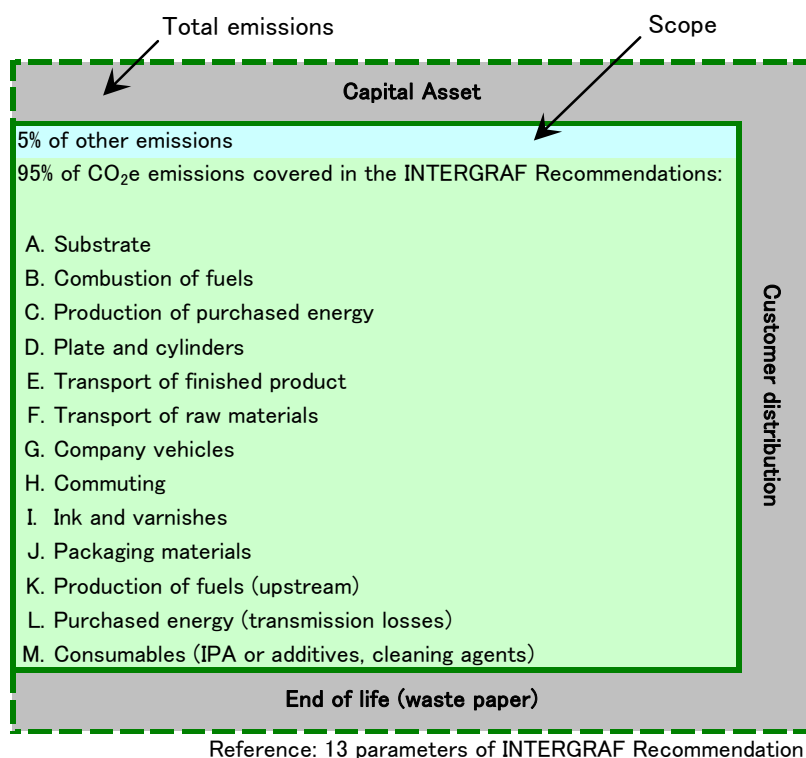 Total emissions
Scope
Capital Asset
5% of other emissions
95% of CO₂e emissions covered in the INTERGRAF Recommendations:
A. Substrate
B. Combustion of fuels
C. Production of purchased energy
D. Plate and cylinders
E. Transport of finished product
F. Transport of raw materials
G. Company vehicles
H. Commuting
I. Ink and varnishes
J. Packaging materials
K. Production of fuels (upstream)
L. Purchased energy (transmission losses)
M. Consumables (IPA or additives, cleaning agents)
Customer distribution
End of life (waste paper)
Reference: 13 parameters of INTERGRAF Recommendation